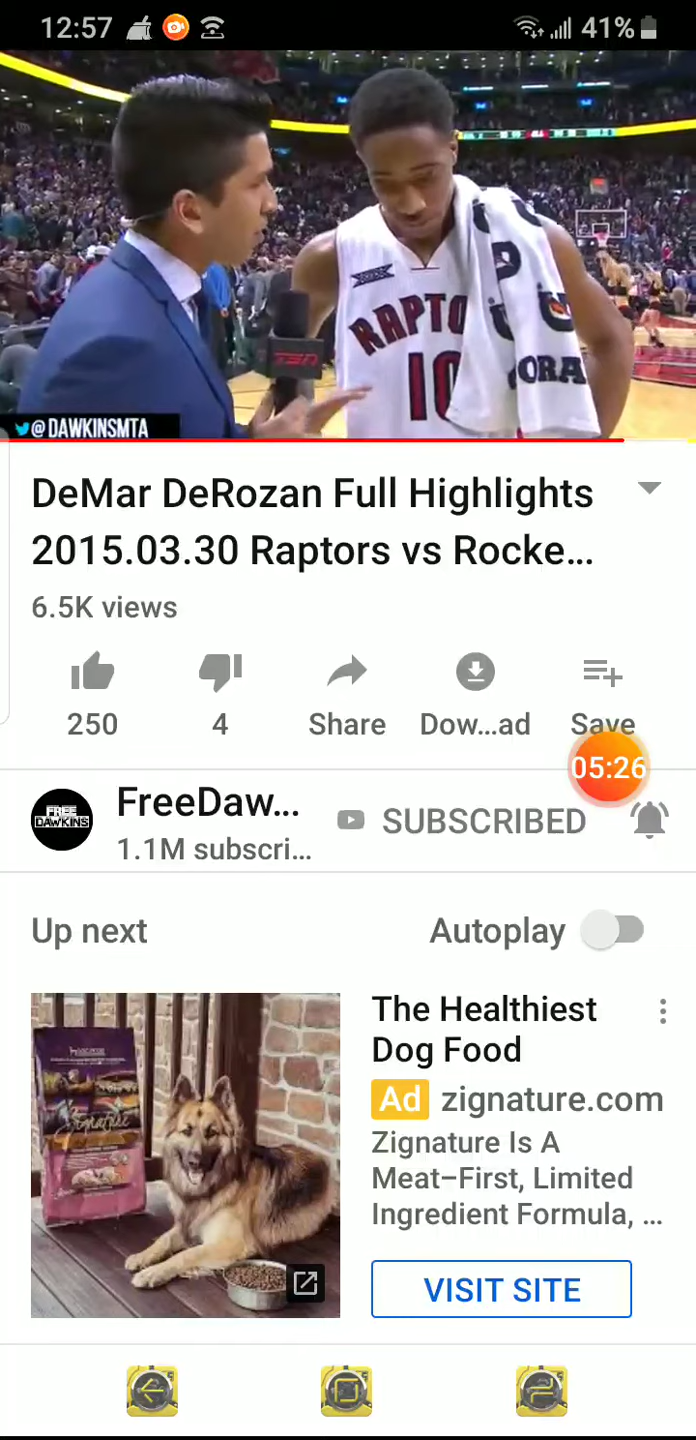 12:57
41%
RAPTO
10
ORA
TSN
@DAWKINSMTA
DeMar DeRozan Full Highlights
2015.03.30 Raptors vs Rocke...
6.5K views
250
4
Share
Dow...ad
Save
05:26
FREE
DAWKINS
FreeDaw...
1.1M subscri...
SUBSCRIBED
Up next
Autoplay
The Healthiest
Dog Food
Ad zignature.com
Zignature Is A
Meat–First, Limited
Ingredient Formula, ...
VISIT SITE